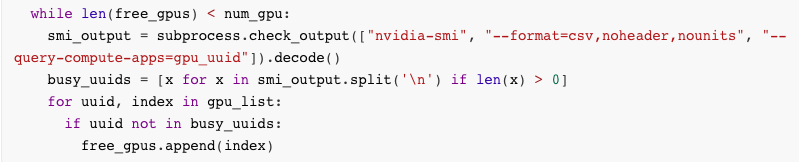 while len(free_gpus) < num_gpu:
smi_output = subprocess.check_output(["nvidia-smi", "--format=csv,noheader,nounits", "--
query-compute-apps=gpu_uuid"]).decode()
busy_uuids = [x for x in smi_output.split('\n') if len(x) > 0]
for uuid, index in gpu_list:
if uuid not in busy_uuids:
free_gpus.append(index)